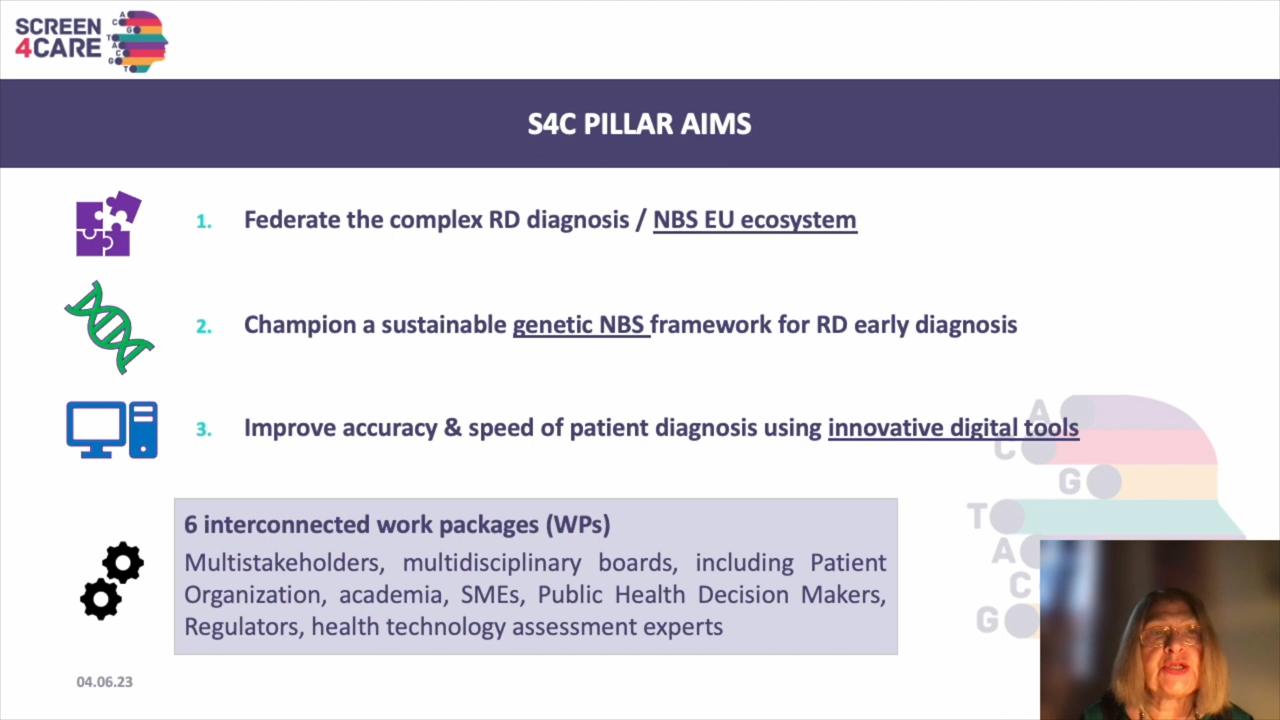 SCREEN
4CARE
A
C
G
T
A
C
G
T
S4C PILLAR AIMS
1. Federate the complex RD diagnosis / NBS EU ecosystem
2. Champion a sustainable genetic NBS framework for RD early diagnosis
3. Improve accuracy & speed of patient diagnosis using innovative digital tools
A
C
G
T
A
C
G
6 interconnected work packages (WPs)
Multistakeholders, multidisciplinary boards, including Patient
Organization, academia, SMEs, Public Health Decision Makers,
Regulators, health technology assessment experts
04.06.23